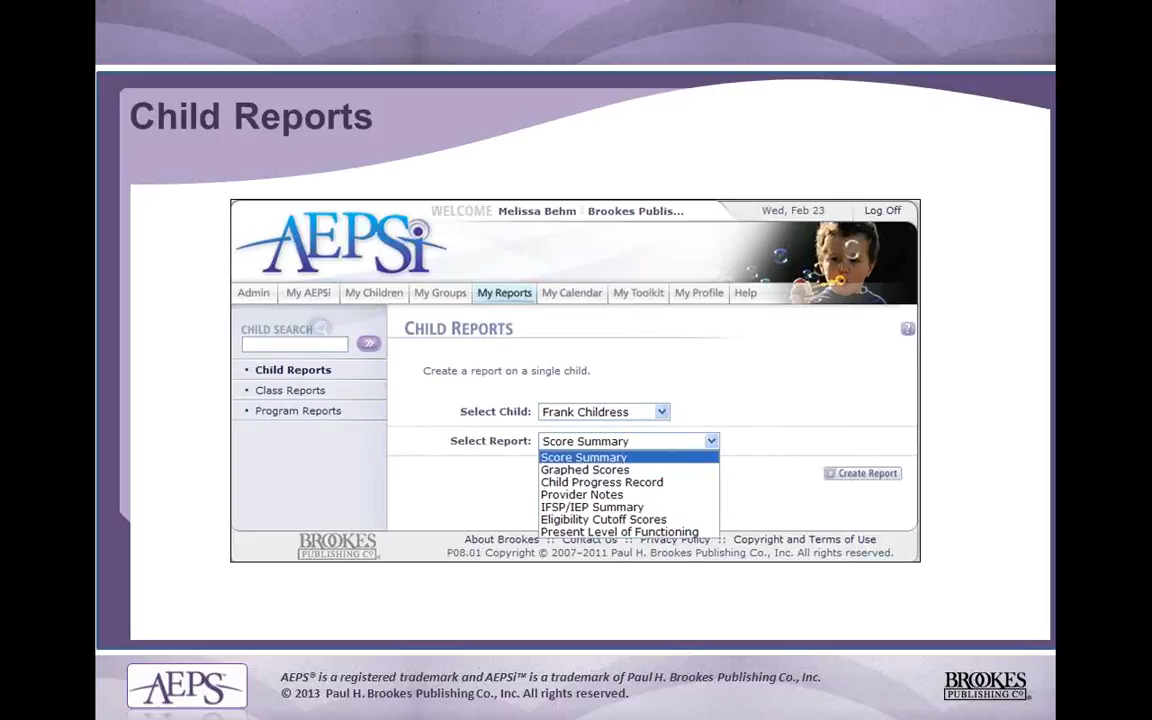 Child Reports
WELCOME Melissa Behm Brookes Publis...
Wed, Feb 23 Log Off
AEPSi
Admin My AEPSi My Children My Groups My Reports My Calendar My Toolkit My Profile Help
CHILD SEARCH
CHILD REPORTS
?
Child Reports
Class Reports
Program Reports
Create a report on a single child.
Select Child: Frank Childress
Select Report: Score Summary
Score Summary
Graphed Scores
Child Progress Record
Provider Notes
IFSP/IEP Summary
Eligibility Cutoff Scores
Present Level of Functioning
Create Report
BROOKES
PUBLISHING CO.
About Brookes :: Contact Us :: Privacy Policy :: Copyright and Terms of Use
P08.01 Copyright © 2007–2011 Paul H. Brookes Publishing Co., Inc. All rights reserved.
AEPS®
AEPS® is a registered trademark and AEPSi™ is a trademark of Paul H. Brookes Publishing Co., Inc.
© 2013 Paul H. Brookes Publishing Co., Inc. All rights reserved.
BROOKES
PUBLISHING CO®